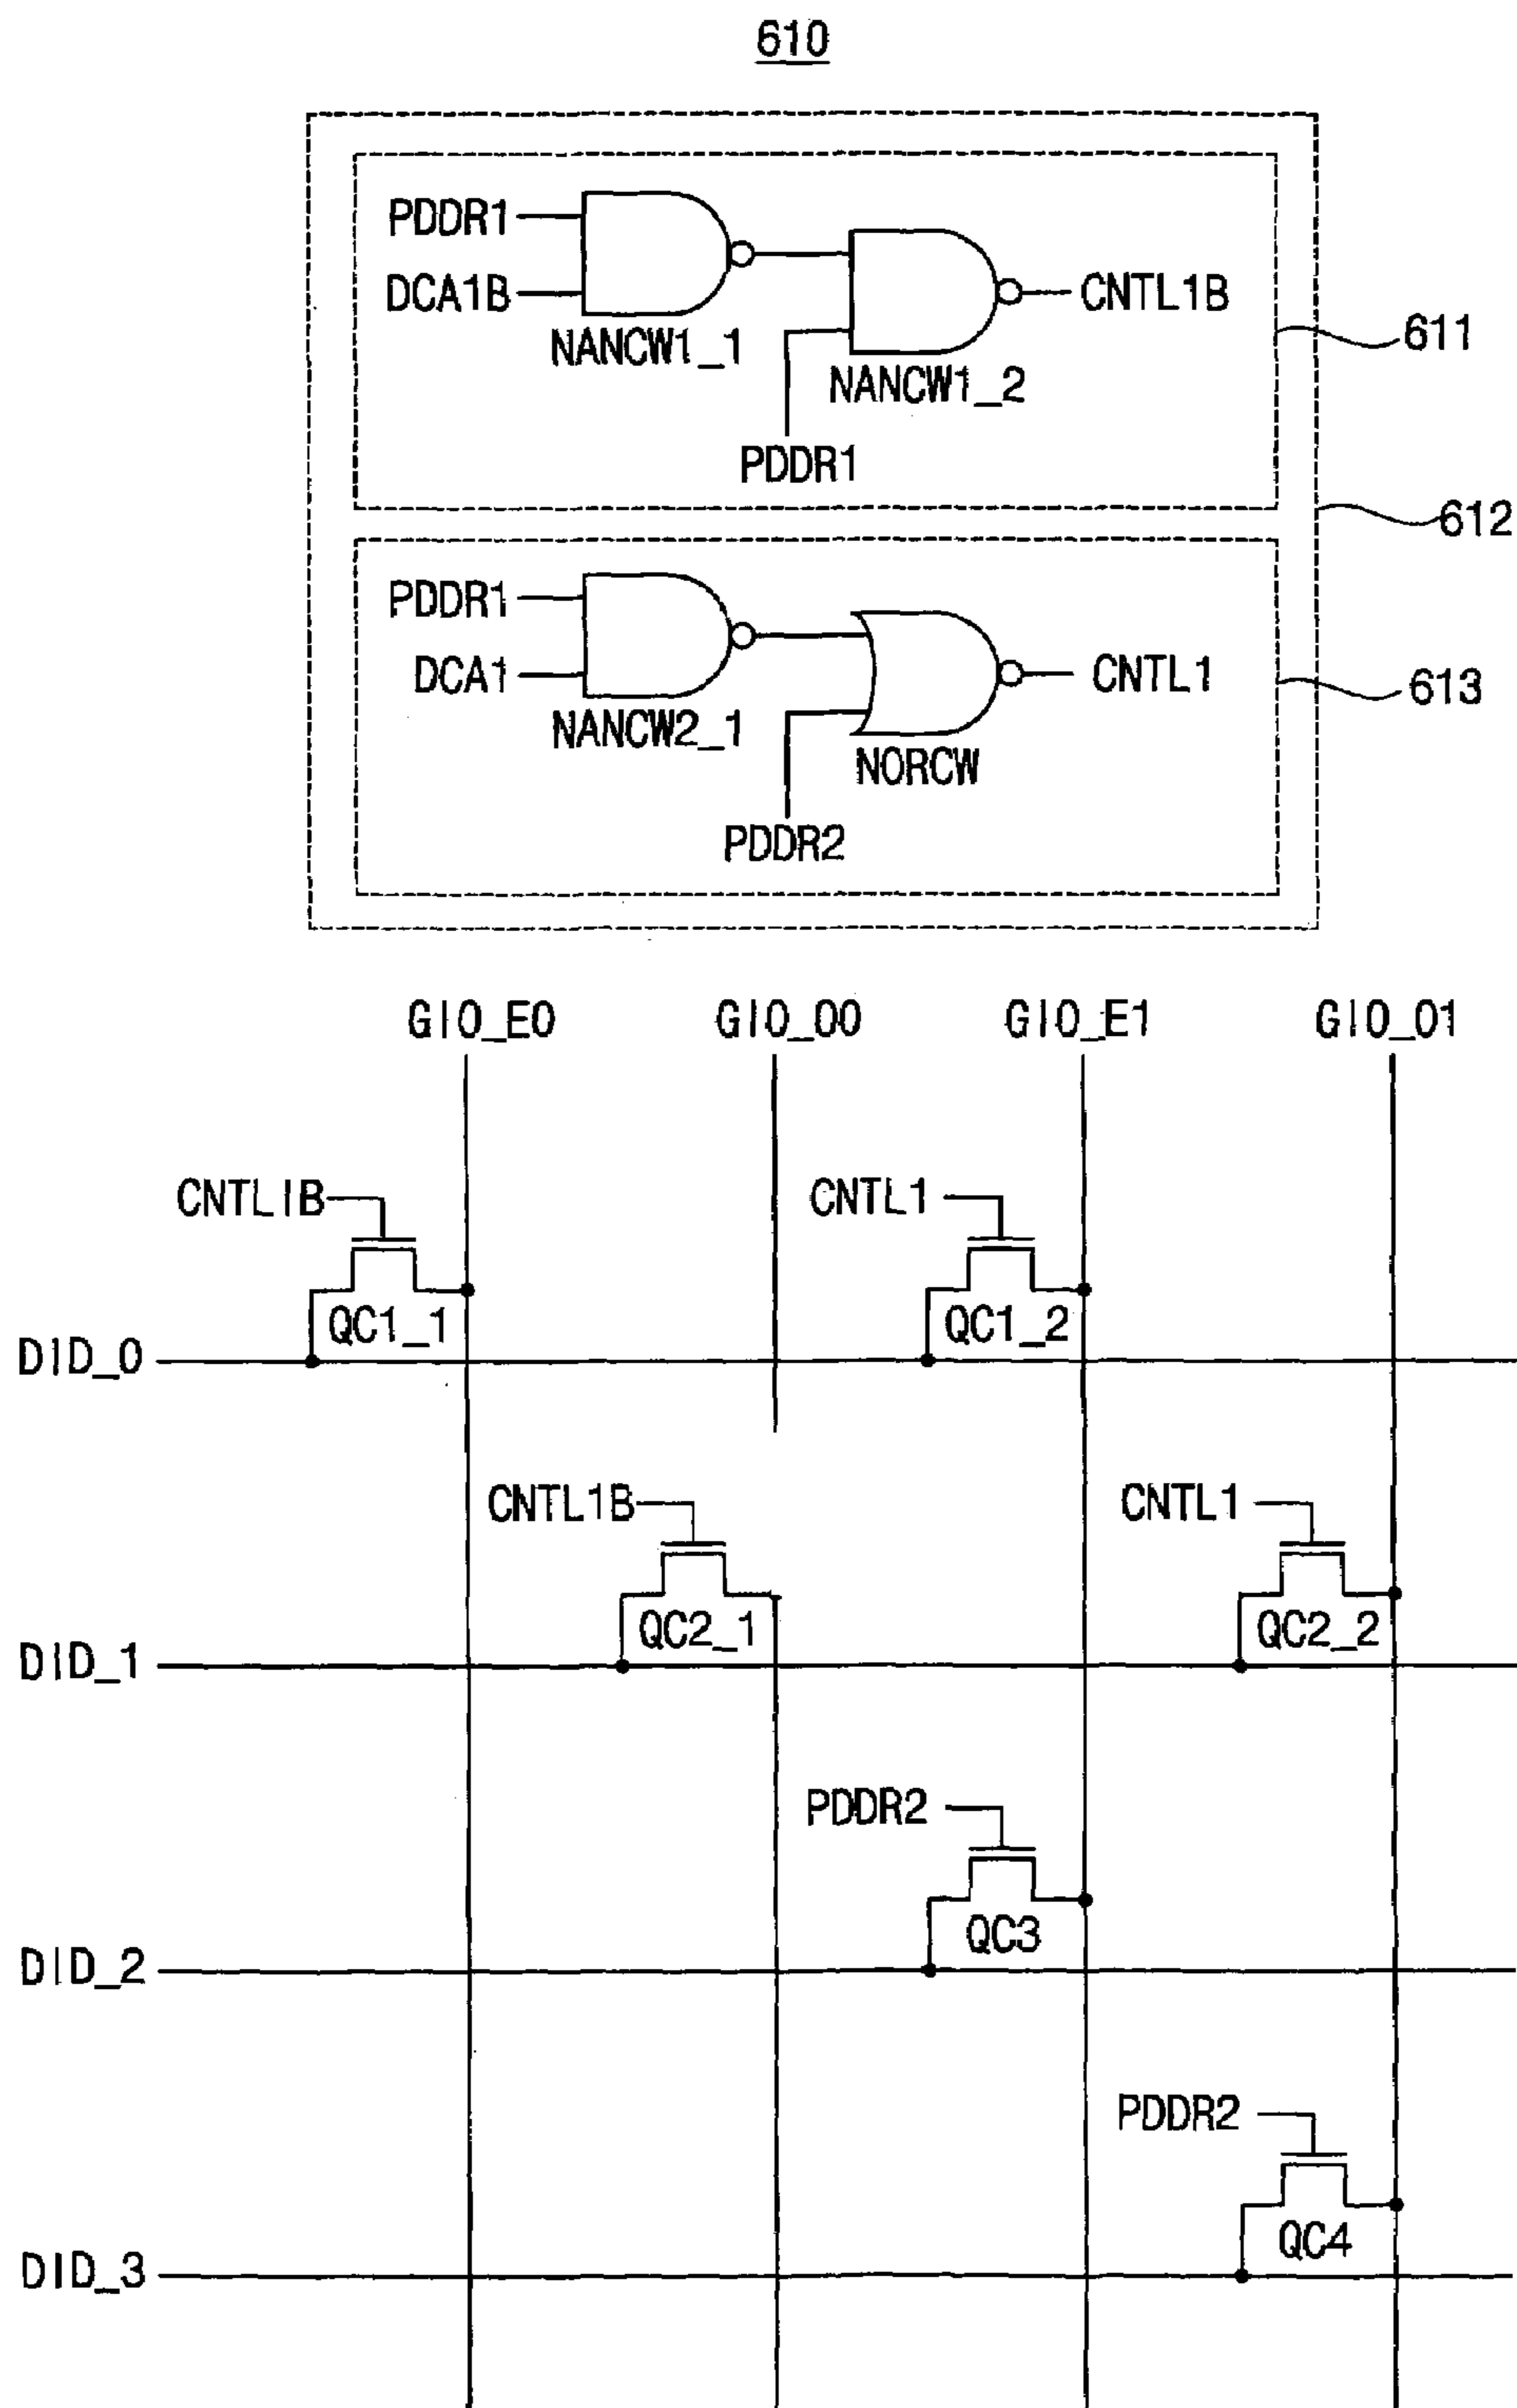 610
PDDR1
DCA1B
NANCW1_1
CNTL1B
NANCW1_2
PDDR1
611
612
PDDR1
DCA1
NANCW2_1
CNTL1
NORCW
PDDR2
613
GIO_E0 GIO_O0 GIO_E1 GIO_O1
CNTL1B CNTL1
QC1_1 QC1_2
DID_0
CNTL1B CNTL1
QC2_1 QC2_2
DID_1
PDDR2
QC3
DID_2
PDDR2
QC4
DID_3